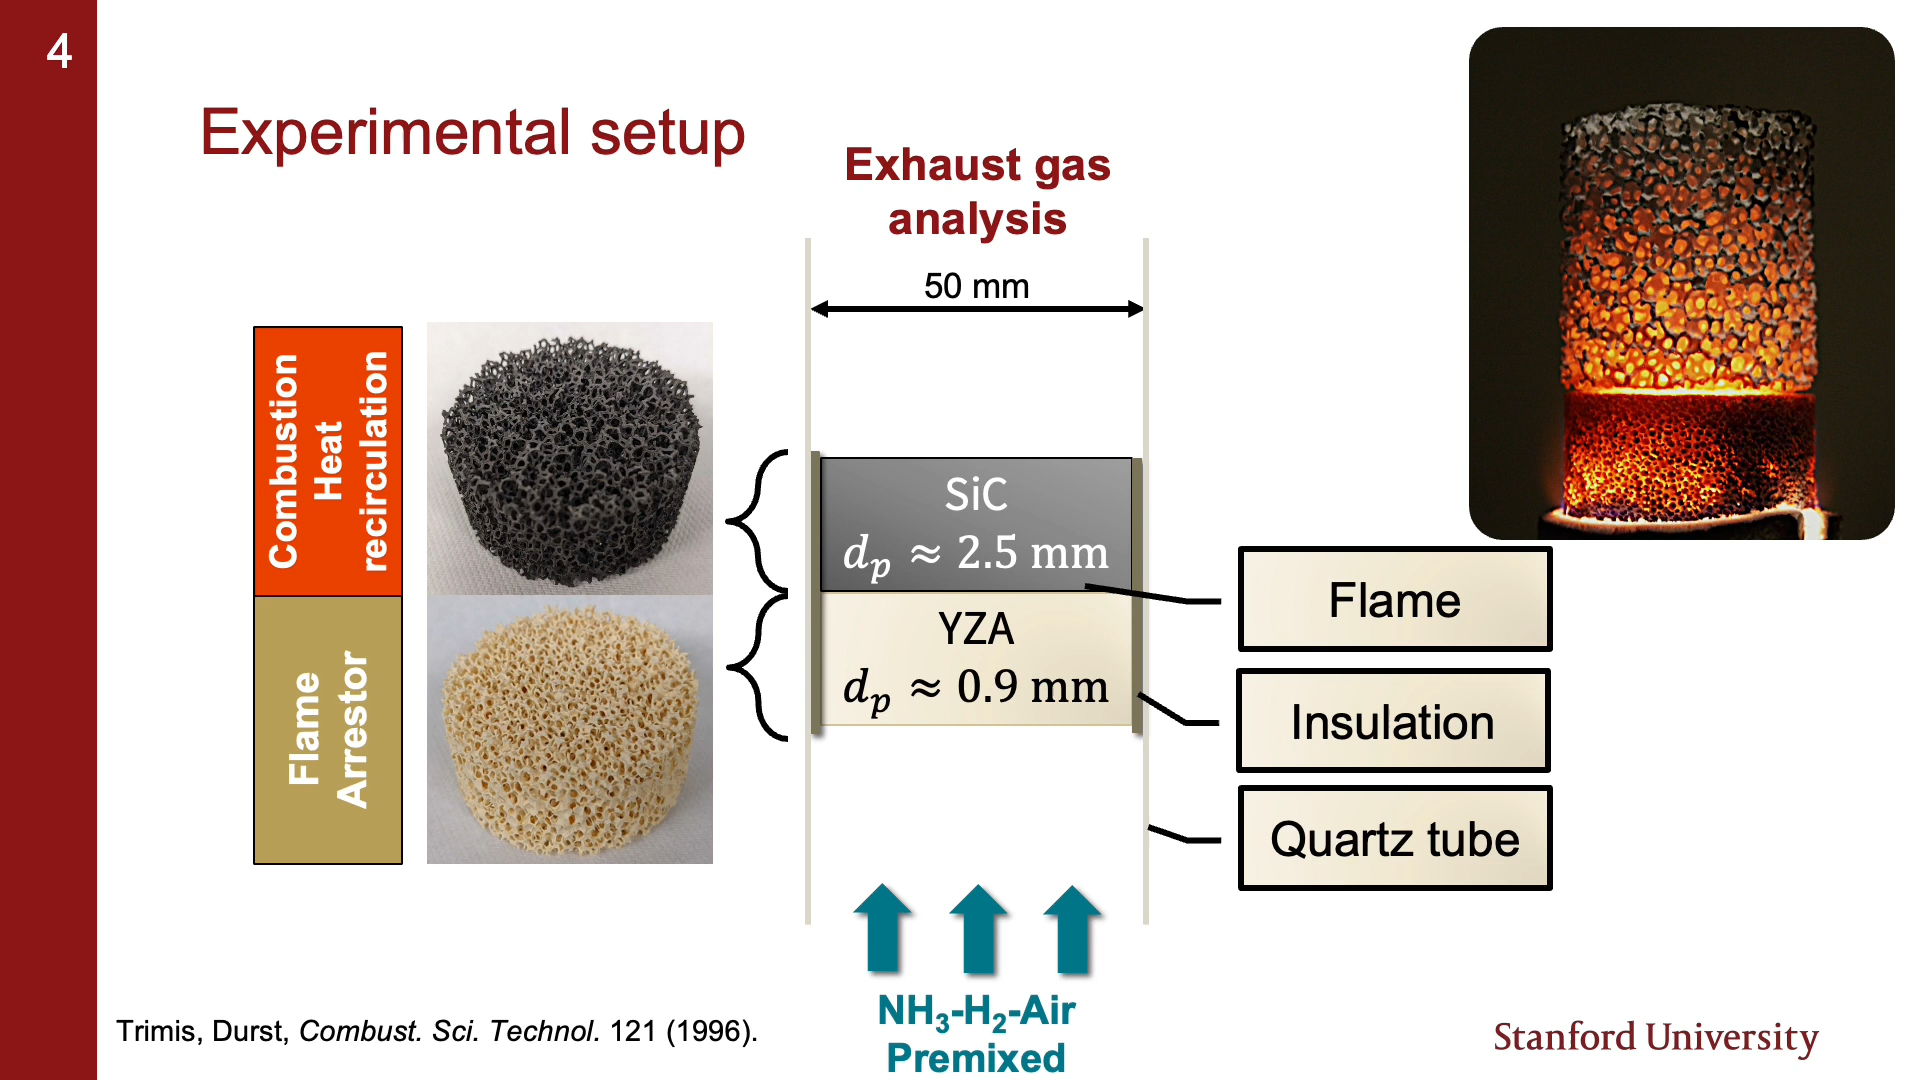 4
Experimental setup
Exhaust gas
analysis
50 mm
Combustion
Heat
recirculation
Flame
Arrestor
SiC
dₚ ≈ 2.5 mm
YZA
dₚ ≈ 0.9 mm
Flame
Insulation
Quartz tube
NH₃-H₂-Air
Premixed
Trimis, Durst, Combust. Sci. Technol. 121 (1996).
Stanford University